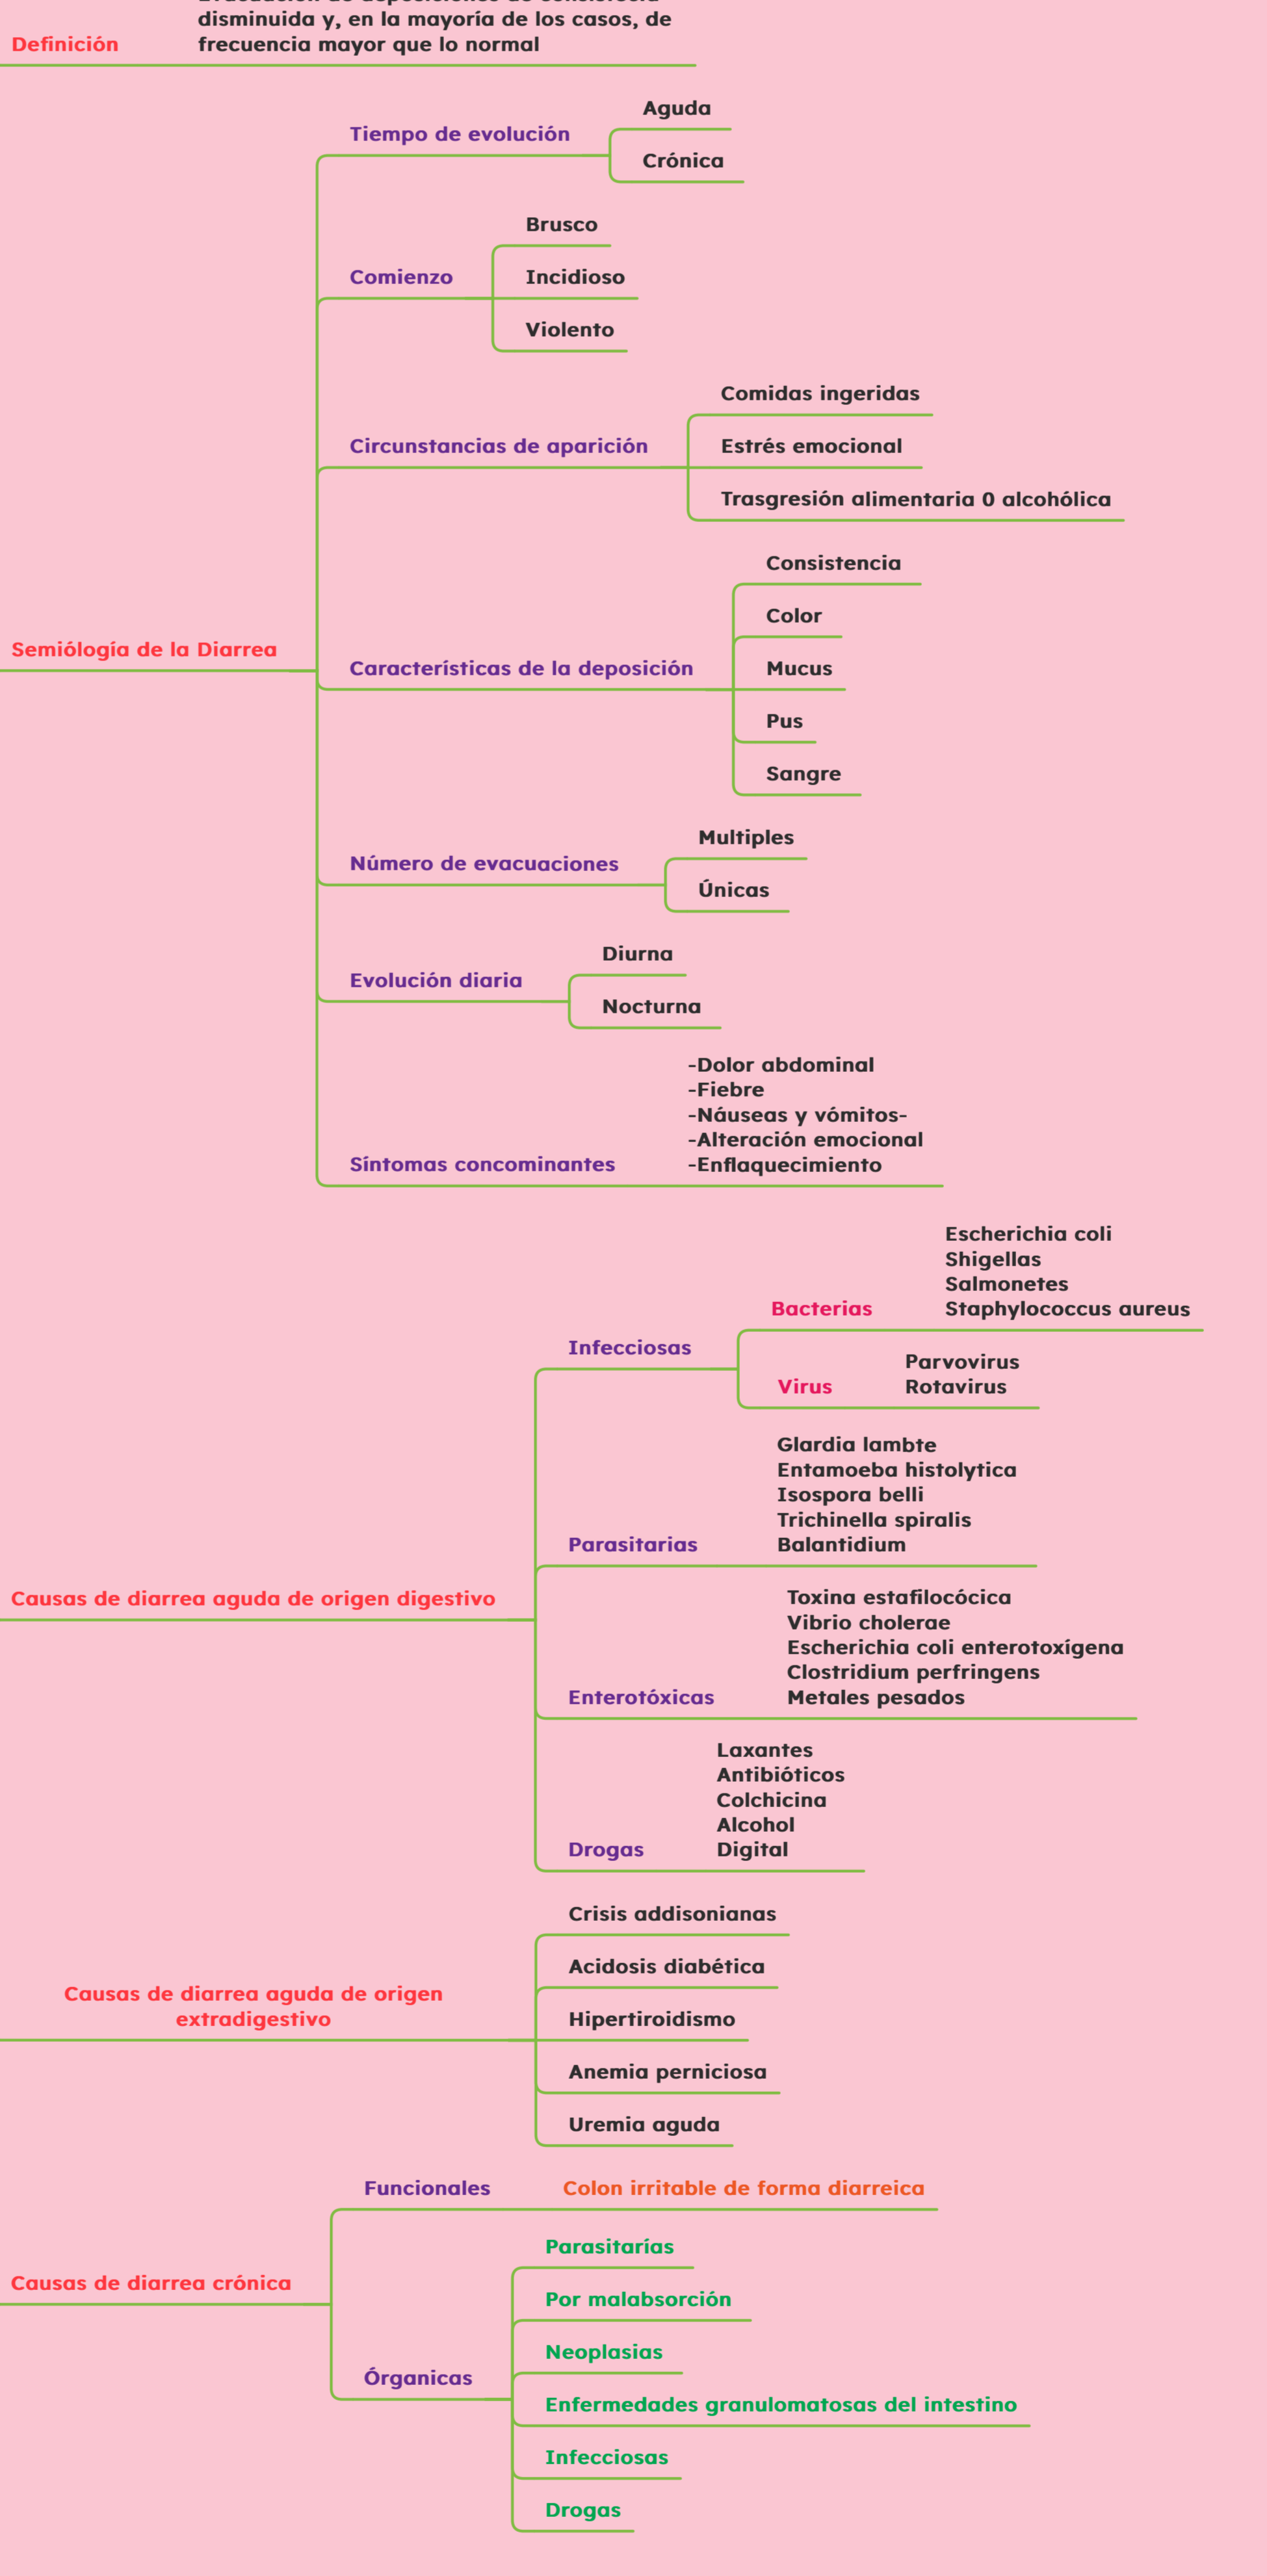 Evacuación de deposiciones de consistecia
disminuida y, en la mayoría de los casos, de
frecuencia mayor que lo normal
Definición
Aguda
Tiempo de evolución
Crónica
Brusco
Comienzo
Incidioso
Violento
Comidas ingeridas
Circunstancias de aparición
Estrés emocional
Trasgresión alimentaria 0 alcohólica
Consistencia
Color
Semiólogía de la Diarrea
Características de la deposición
Mucus
Pus
Sangre
Multiples
Número de evacuaciones
Únicas
Diurna
Evolución diaria
Nocturna
-Dolor abdominal
-Fiebre
-Náuseas y vómitos-
-Alteración emocional
-Enflaquecimiento
Síntomas concominantes
Escherichia coli
Shigellas
Salmonetes
Staphylococcus aureus
Bacterias
Infecciosas
Parvovirus
Rotavirus
Virus
Glardia lambte
Entamoeba histolytica
Isospora belli
Trichinella spiralis
Balantidium
Parasitarias
Causas de diarrea aguda de origen digestivo
Toxina estafilocócica
Vibrio cholerae
Escherichia coli enterotoxígena
Clostridium perfringens
Metales pesados
Enterotóxicas
Laxantes
Antibióticos
Colchicina
Alcohol
Digital
Drogas
Crisis addisonianas
Acidosis diabética
Causas de diarrea aguda de origen
extradigestivo
Hipertiroidismo
Anemia perniciosa
Uremia aguda
Funcionales
Colon irritable de forma diarreica
Causas de diarrea crónica
Parasitarías
Por malabsorción
Neoplasias
Órganicas
Enfermedades granulomatosas del intestino
Infecciosas
Drogas